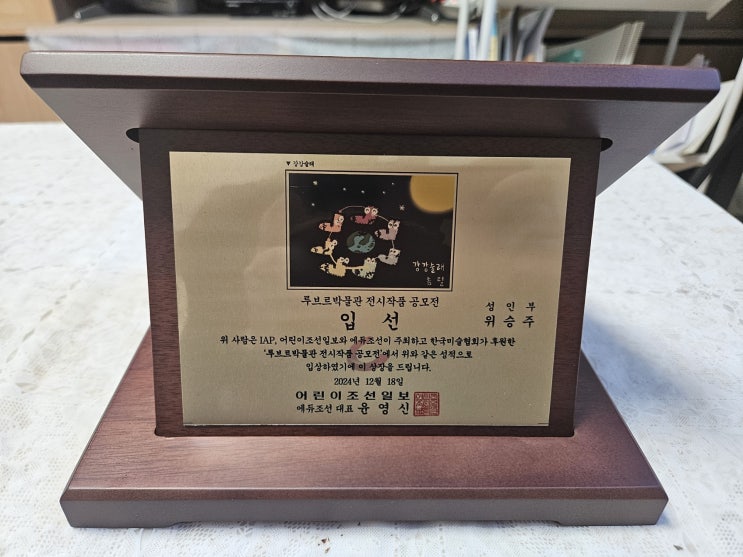 ▼ 강강술래
강강술래
루브르박물관 전시작품 공모전
성 인 부
입 선
위 승 주
위 사람은 IAP, 어린이조선일보와 에듀조선이 주최하고 한국미술협회가 후원한
‘루브르박물관 전시작품 공모전’에서 위와 같은 성적으로
입상하였기에 이 상장을 드립니다.
2024년 12월 18일
어린이조선일보
에듀조선 대표 윤 영 신